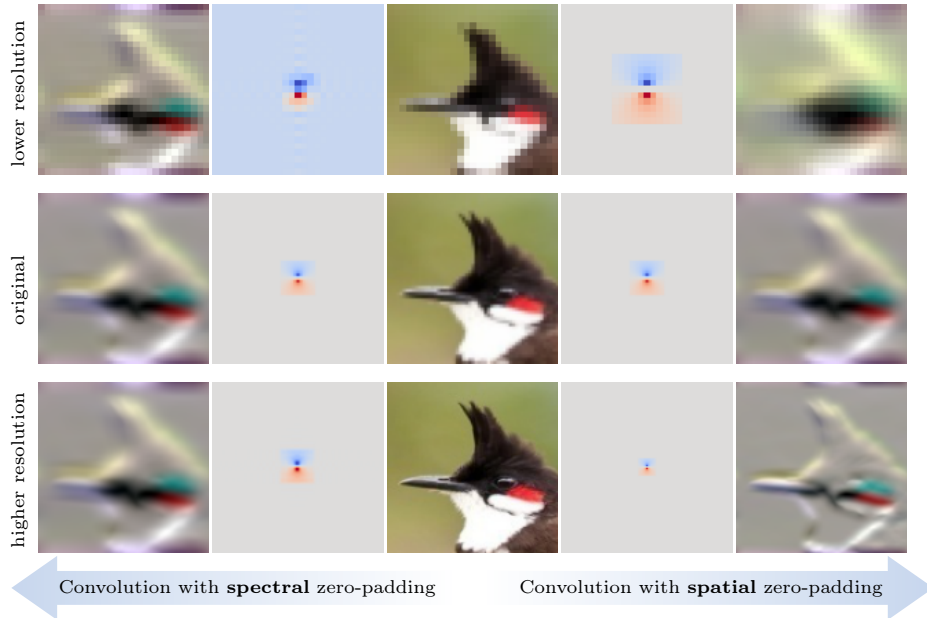 lower resolution
original
higher resolution
Convolution with spectral zero-padding
Convolution with spatial zero-padding